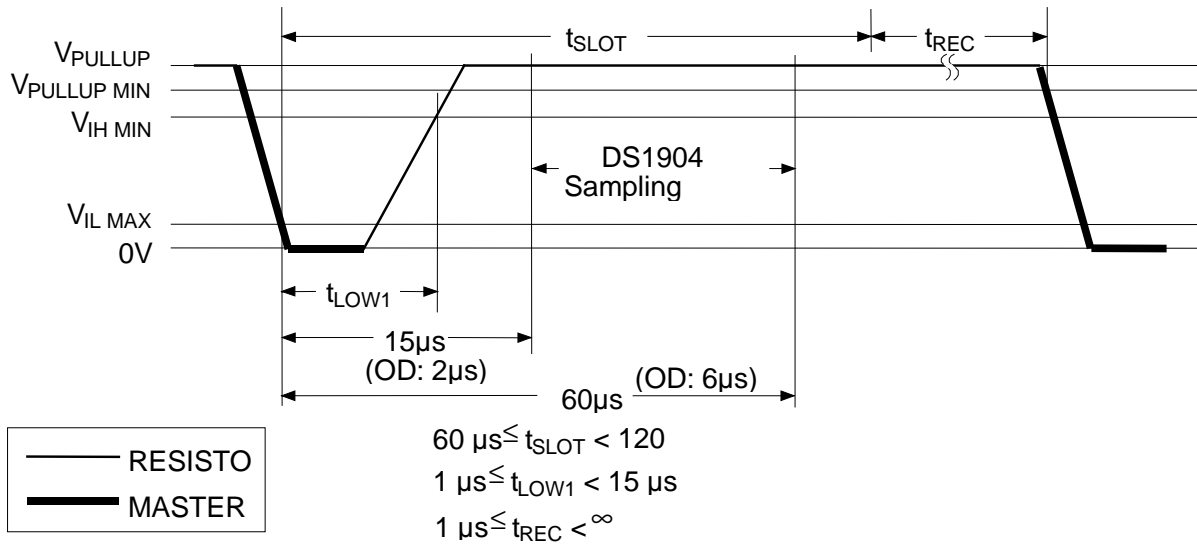 tSLOT
tREC
VPULLUP
VPULLUP MIN
VIH MIN
DS1904
Sampling
VIL MAX
0V
tLOW1
15µs
(OD: 2µs)
(OD: 6µs)
60µs
60 µs≤ tSLOT < 120
1 µs≤ tLOW1 < 15 µs
1 µs≤ tREC < ∞
RESISTO
MASTER